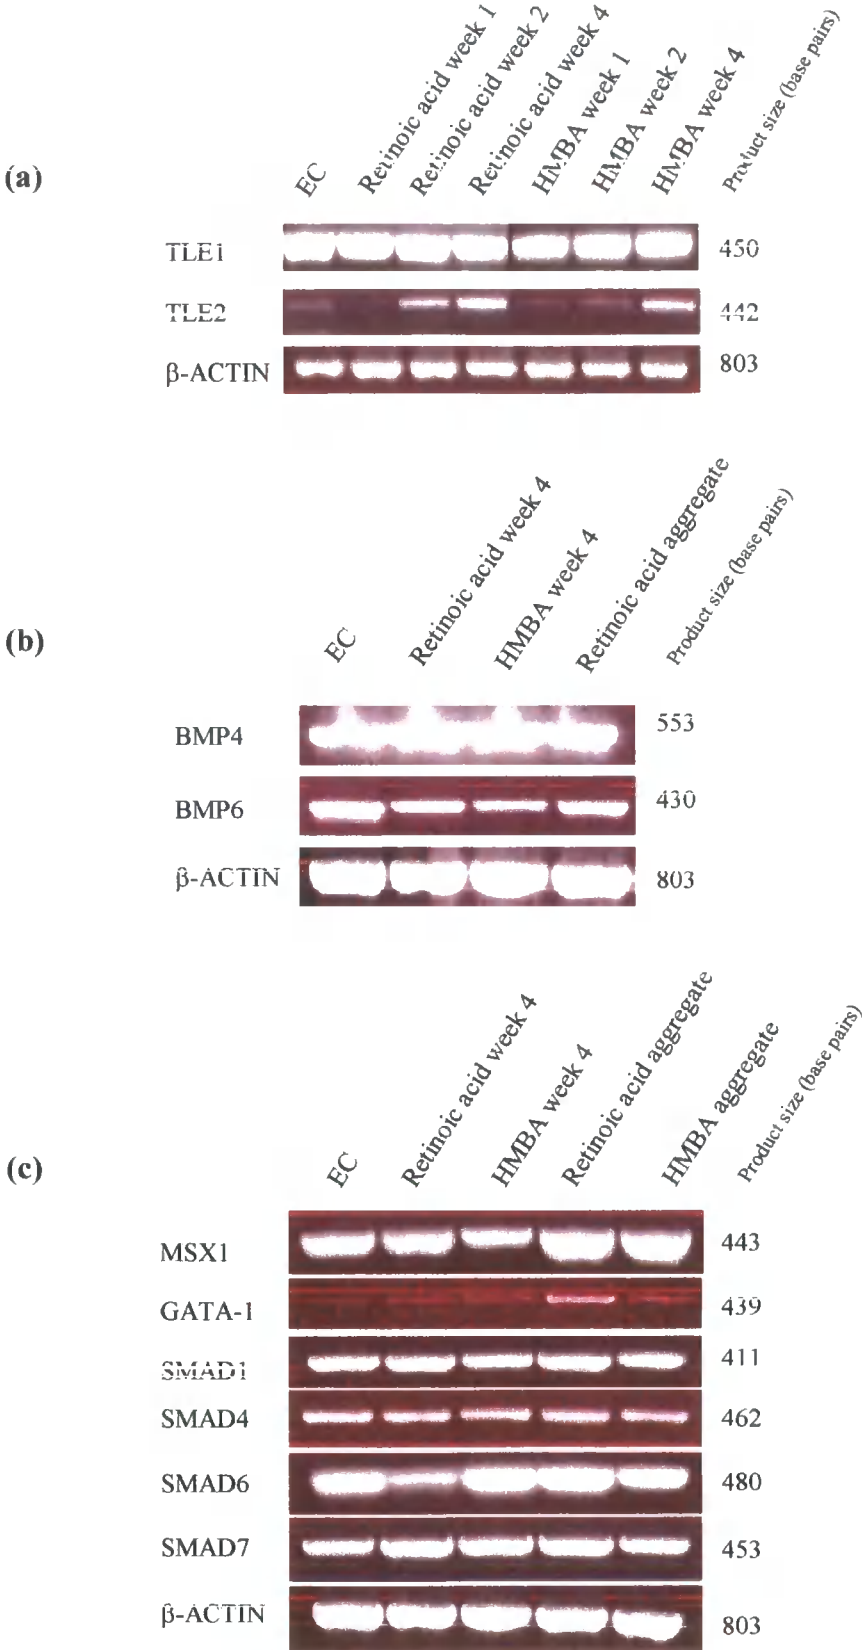 (a)
EC
Retinoic acid week 1
Retinoic acid week 2
Retinoic acid week 4
HMBA week 1
HMBA week 2
HMBA week 4
Product size (base pairs)
TLE1 450
TLE2 442
β-ACTIN 803
(b)
EC
Retinoic acid week 4
HMBA week 4
Retinoic acid aggregate
Product size (base pairs)
BMP4 553
BMP6 430
β-ACTIN 803
(c)
EC
Retinoic acid week 4
HMBA week 4
Retinoic acid aggregate
HMBA aggregate
Product size (base pairs)
MSX1 443
GATA-1 439
SMAD1 411
SMAD4 462
SMAD6 480
SMAD7 453
β-ACTIN 803